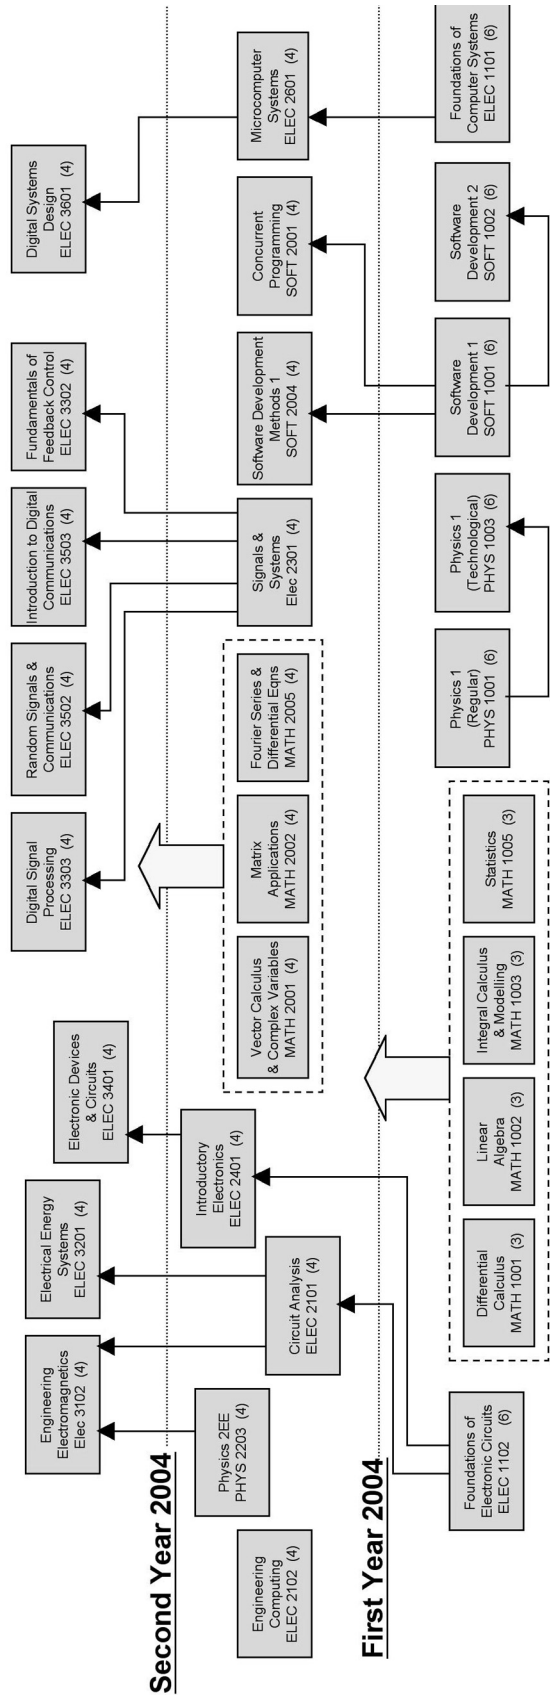 Engineering
Electromagnetics
Elec 3102 (4)
Electrical Energy
Systems
ELEC 3201 (4)
Electronic Devices
& Circuits
ELEC 3401 (4)
Digital Signal
Processing
ELEC 3303 (4)
Random Signals &
Communications
ELEC 3502 (4)
Introduction to Digital
Communications
ELEC 3503 (4)
Fundamentals of
Feedback Control
ELEC 3302 (4)
Digital Systems
Design
ELEC 3601 (4)
Second Year 2004
Engineering
Computing
ELEC 2102 (4)
Physics 2EE
PHYS 2203 (4)
Circuit Analysis
ELEC 2101 (4)
Introductory
Electronics
ELEC 2401 (4)
Vector Calculus
& Complex Variables
MATH 2001 (4)
Matrix
Applications
MATH 2002 (4)
Fourier Series &
Differential Eqns
MATH 2005 (4)
Signals &
Systems
Elec 2301 (4)
Software Development
Methods 1
SOFT 2004 (4)
Concurrent
Programming
SOFT 2001 (4)
Microcomputer
Systems
ELEC 2601 (4)
First Year 2004
Foundations of
Electronic Circuits
ELEC 1102 (6)
Differential
Calculus
MATH 1001 (3)
Linear
Algebra
MATH 1002 (3)
Integral Calculus
& Modelling
MATH 1003 (3)
Statistics
MATH 1005 (3)
Physics 1
(Regular)
PHYS 1001 (6)
Physics 1
(Technological)
PHYS 1003 (6)
Software
Development 1
SOFT 1001 (6)
Software
Development 2
SOFT 1002 (6)
Foundations of
Computer Systems
ELEC 1101 (6)